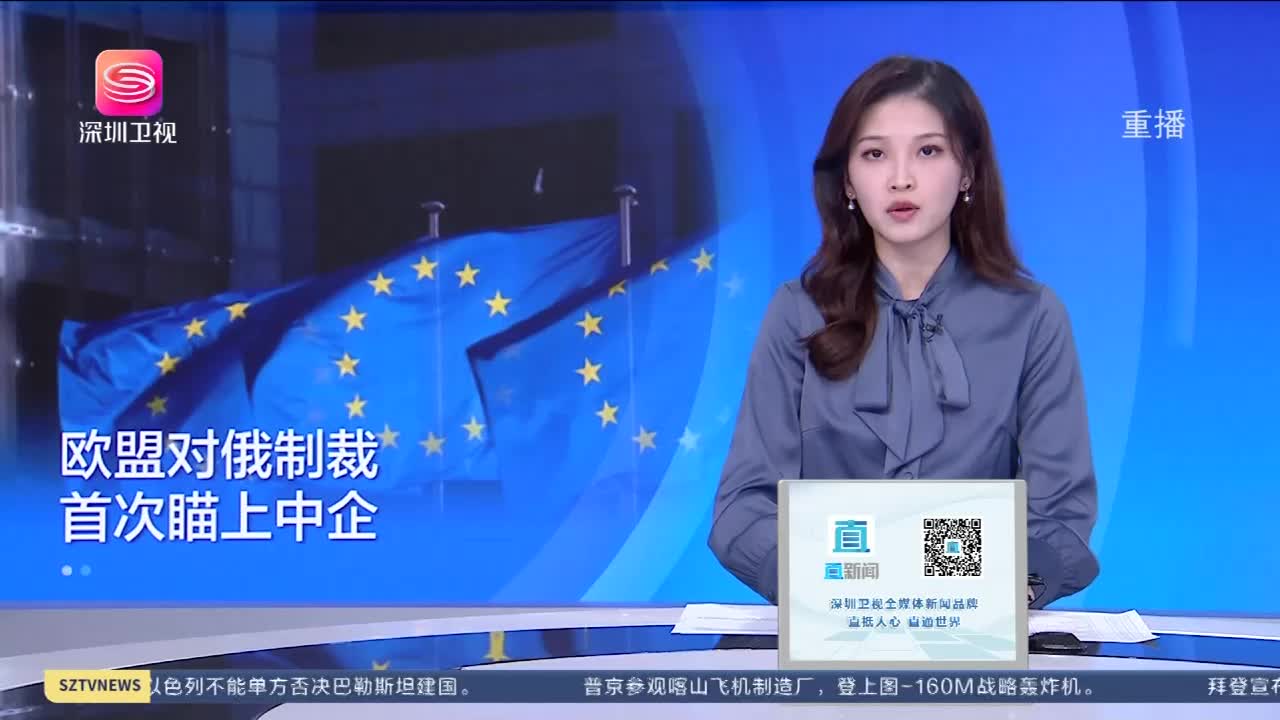 深圳卫视
重播
欧盟对俄制裁
首次瞄上中企
直
直新闻
直
深圳卫视全媒体新闻品牌
直抵人心 直通世界
SZTVNEWS
以色列不能单方否决巴勒斯坦建国。 普京参观喀山飞机制造厂，登上图-160M战略轰炸机。 拜登宣布